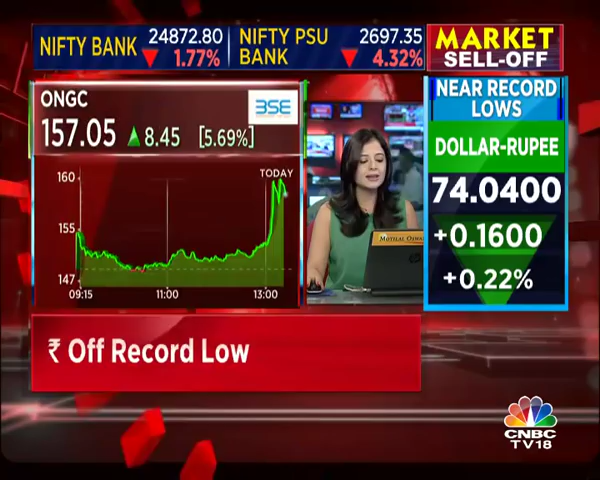 NIFTY BANK 24872.80 1.77%
NIFTY PSU BANK 2697.35 4.32%
MARKET
SELL-OFF
ONGC
BSE
157.05 8.45 [5.69%]
TODAY
160
155
147
09:15 11:00 13:00
MOTILAL OSWAL
NEAR RECORD
LOWS
DOLLAR-RUPEE
74.0400
+0.1600
+0.22%
₹ Off Record Low
CNBC
TV18